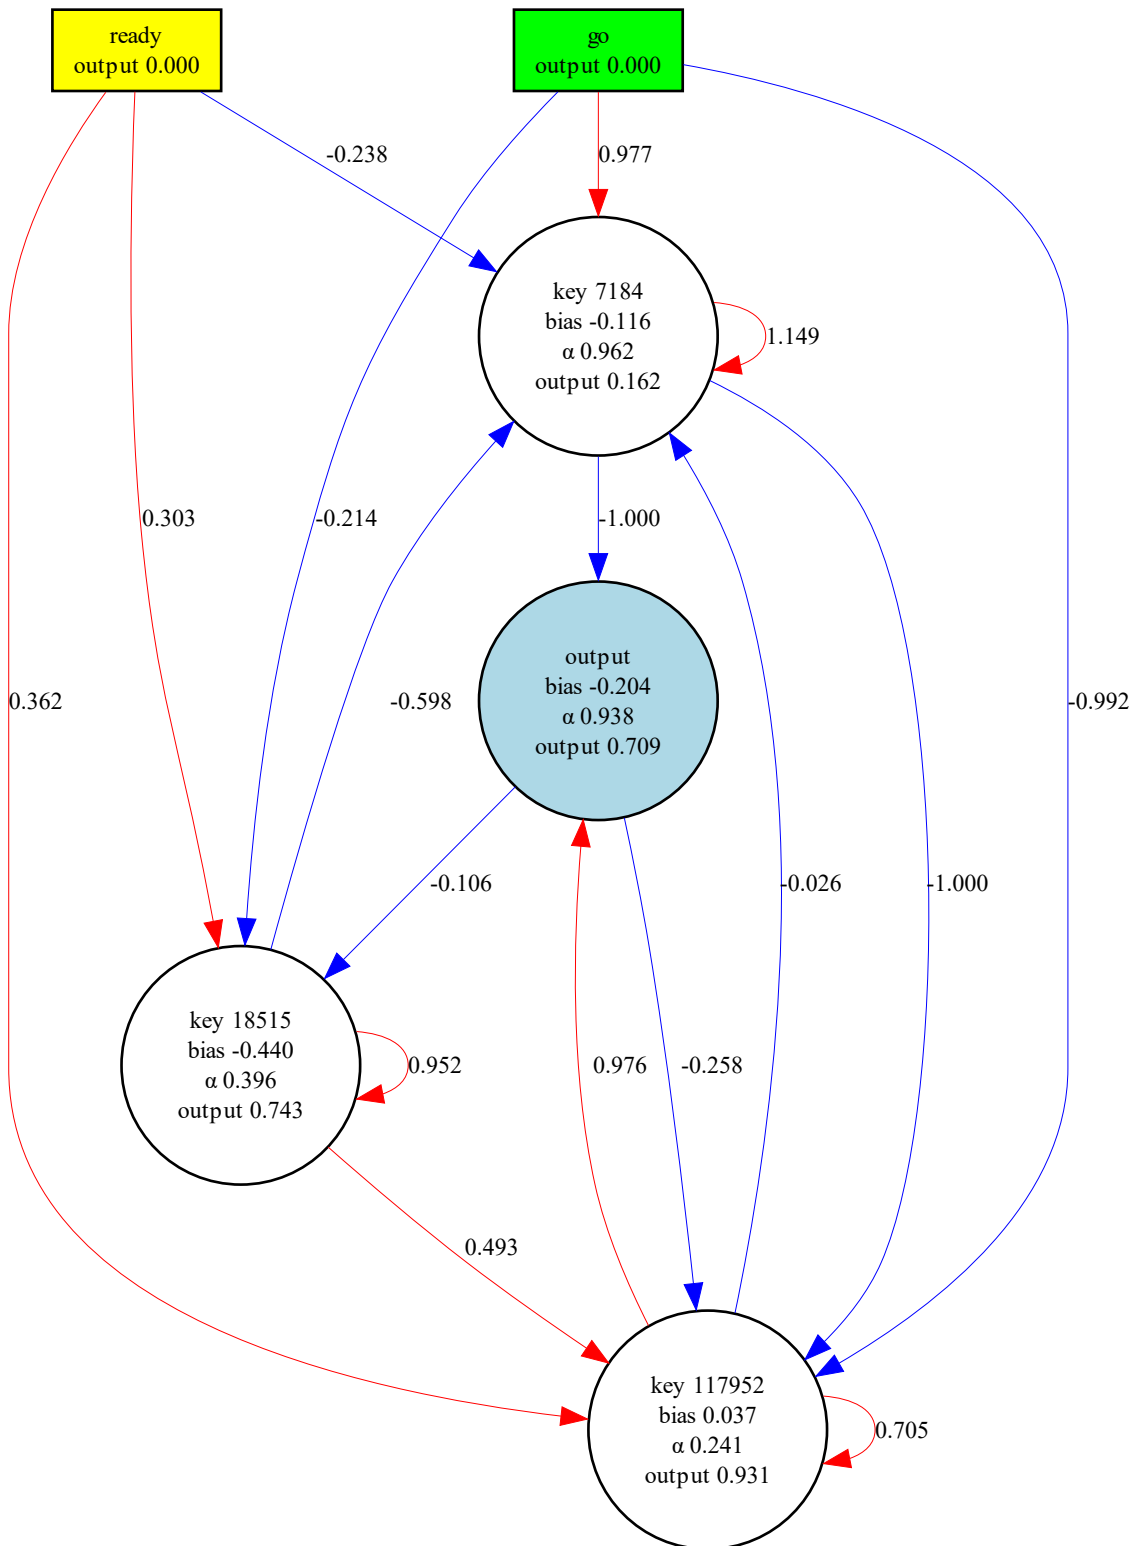 ready
output 0.000
go
output 0.000
-0.238
0.977
key 7184
bias -0.116
α 0.962
output 0.162
1.149
0.303
-0.214
-1.000
output
bias -0.204
α 0.938
output 0.709
0.362
-0.598
-0.992
-0.106
-0.026
-1.000
key 18515
bias -0.440
α 0.396
output 0.743
0.952
0.976
-0.258
0.493
key 117952
bias 0.037
α 0.241
output 0.931
0.705